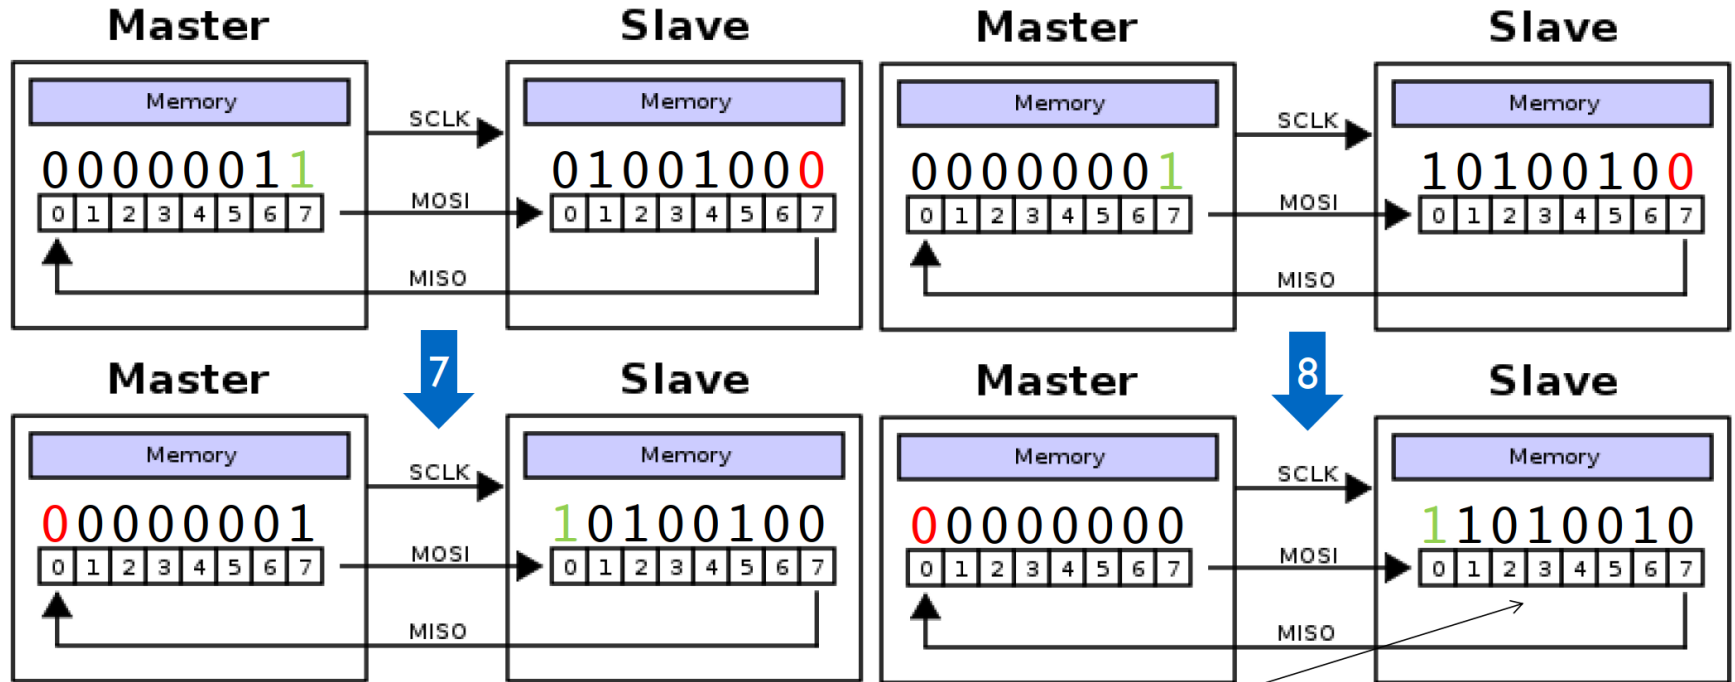 Master Slave Master Slave
Memory Memory Memory Memory
SCLK SCLK
00000011 01001000 00000001 10100100
MOSI MOSI
0 1 2 3 4 5 6 7 0 1 2 3 4 5 6 7 0 1 2 3 4 5 6 7 0 1 2 3 4 5 6 7
MISO MISO
7 8
Master Slave Master Slave
Memory Memory Memory Memory
SCLK SCLK
00000001 10100100 00000000 11010010
MOSI MOSI
0 1 2 3 4 5 6 7 0 1 2 3 4 5 6 7 0 1 2 3 4 5 6 7 0 1 2 3 4 5 6 7
MISO MISO